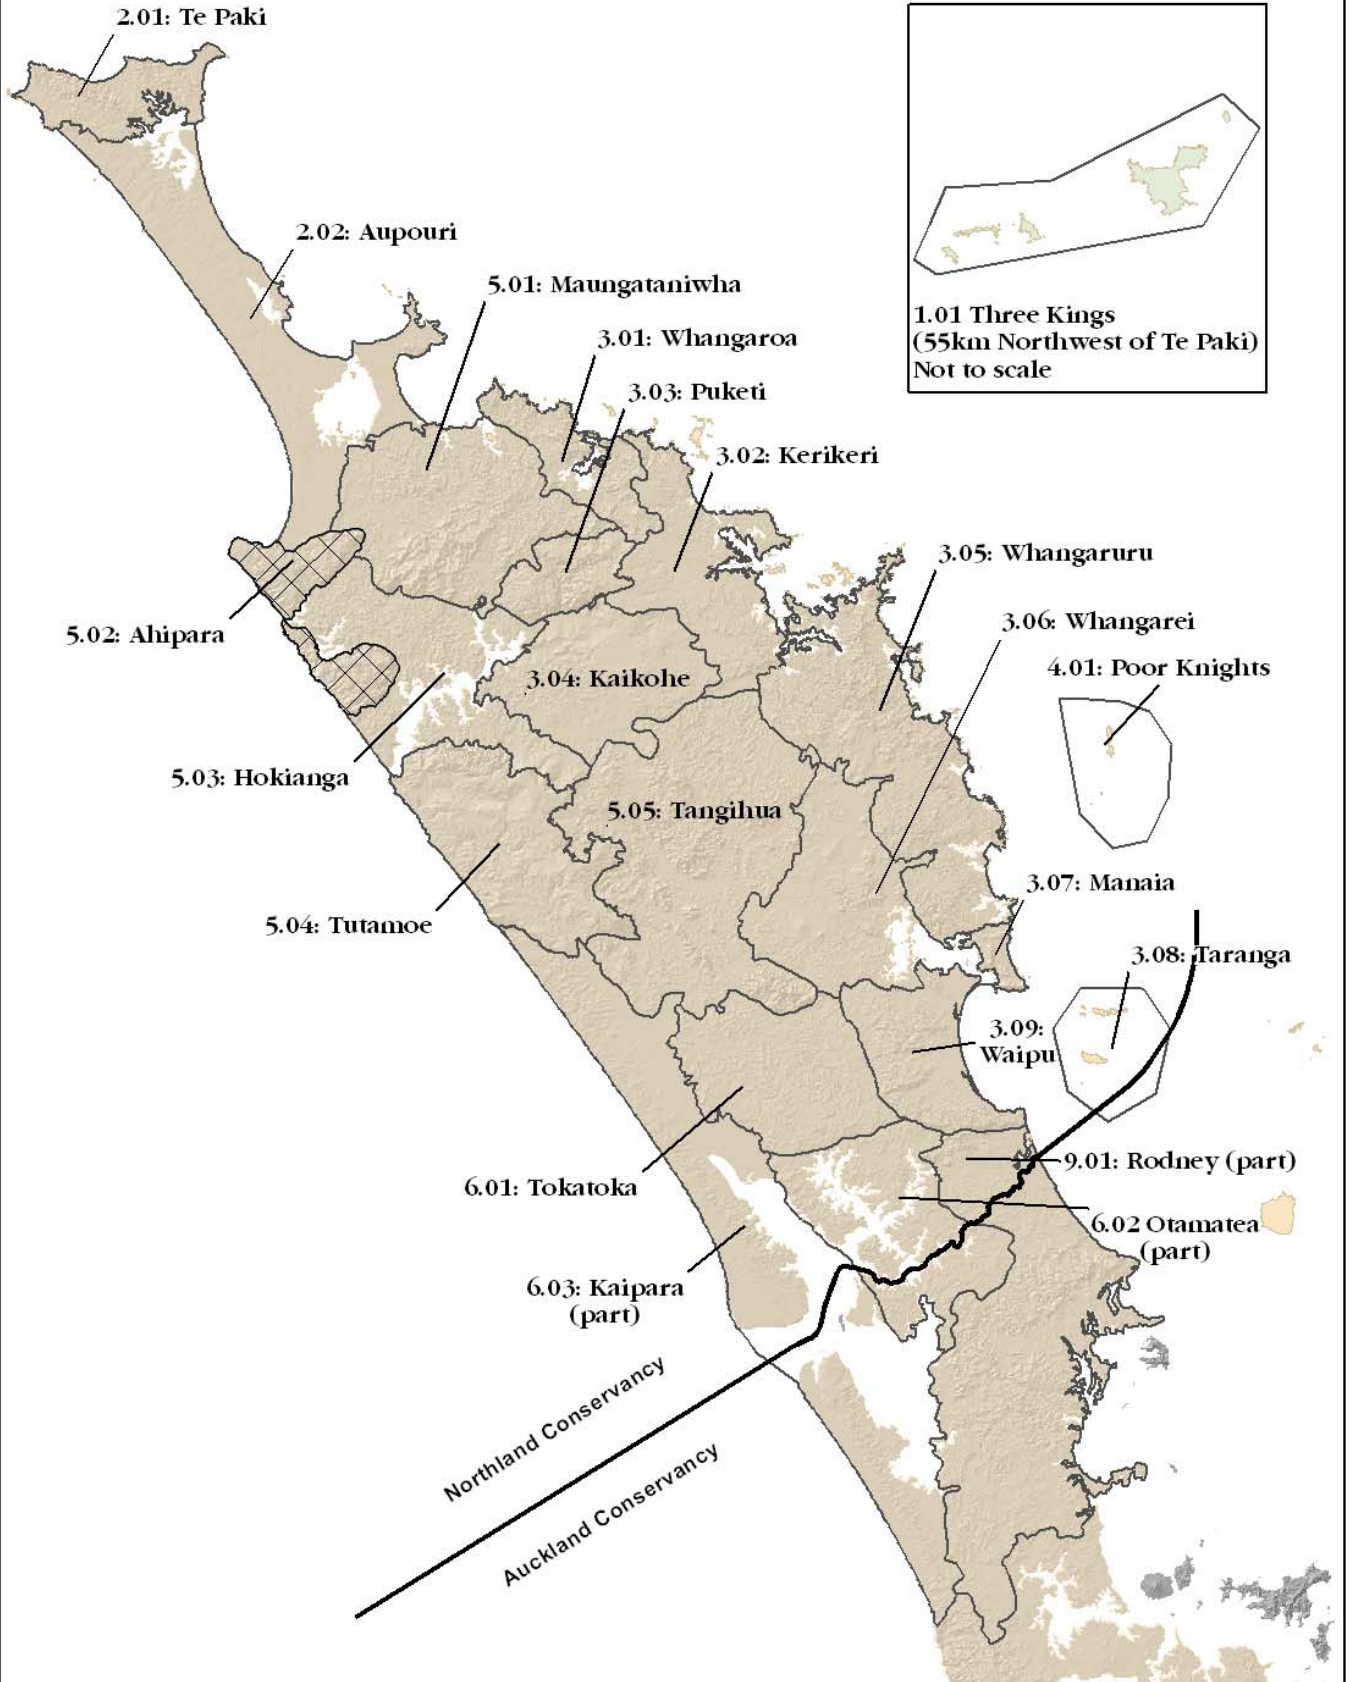 2.01: Te Paki
2.02: Aupouri
5.01: Maungataniwha
3.01: Whangaroa
3.03: Puketi
3.02: Kerikeri
1.01 Three Kings
(55km Northwest of Te Paki)
Not to scale
3.05: Whangaruru
3.06: Whangarei
4.01: Poor Knights
5.02: Ahipara
3.04: Kaikohe
5.03: Hokianga
5.05: Tangihua
3.07: Manaia
5.04: Tutamoe
3.08: Taranga
3.09:
Waipu
9.01: Rodney (part)
6.01: Tokatoka
6.02 Otamatea
(part)
6.03: Kaipara
(part)
Northland Conservancy
Auckland Conservancy